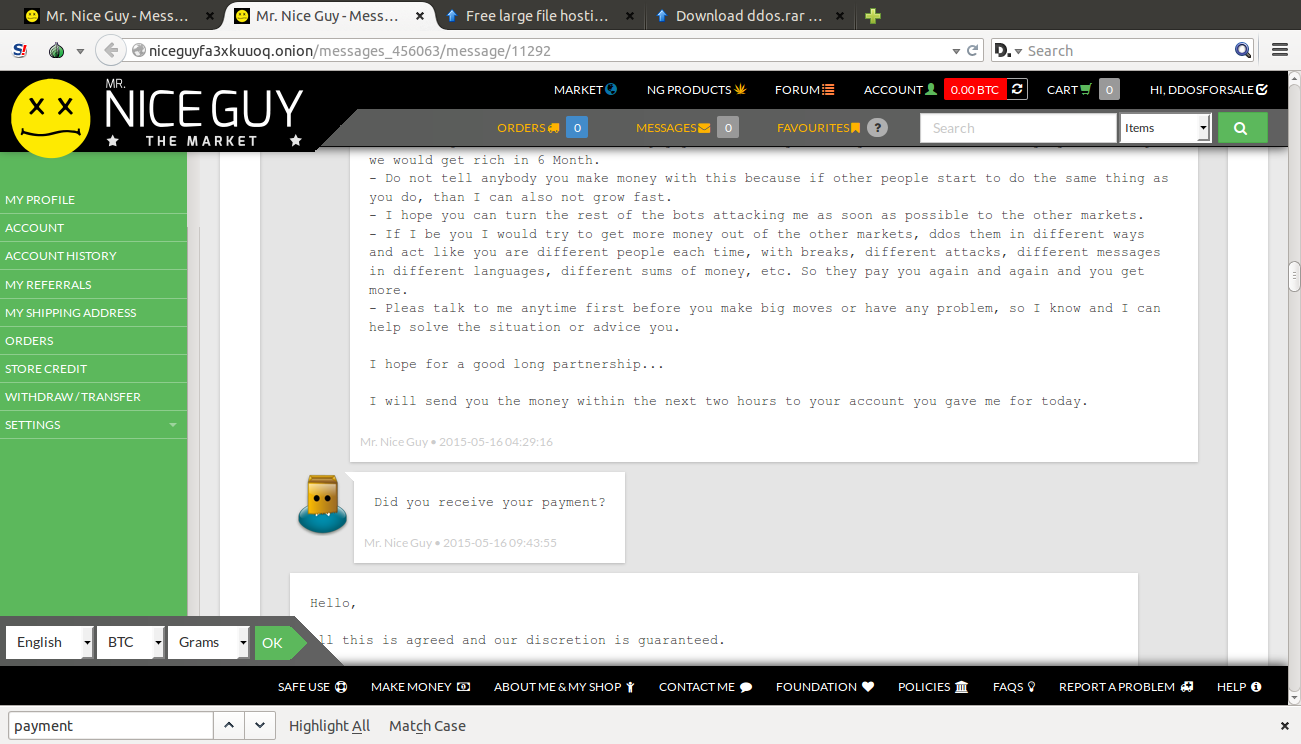 Mr. Nice Guy - Mess...
Mr. Nice Guy - Mess...
Free large file hosti...
Download ddos.rar ...
niceguyfa3xkuuoq.onion/messages_456063/message/11292
Search
MR.
NICE GUY
THE MARKET
MARKET
NG PRODUCTS
FORUM
ACCOUNT
0.00 BTC
CART
0
HI, DDOSFORSALE
ORDERS
0
MESSAGES
0
FAVOURITES
?
Search
Items
MY PROFILE
ACCOUNT
ACCOUNT HISTORY
MY REFERRALS
MY SHIPPING ADDRESS
ORDERS
STORE CREDIT
WITHDRAW / TRANSFER
SETTINGS
we would get rich in 6 Month.
- Do not tell anybody you make money with this because if other people start to do the same thing as
you do, than I can also not grow fast.
- I hope you can turn the rest of the bots attacking me as soon as possible to the other markets.
- If I be you I would try to get more money out of the other markets, ddos them in different ways
and act like you are different people each time, with breaks, different attacks, different messages
in different languages, different sums of money, etc. So they pay you again and again and you get
more.
- Pleas talk to me anytime first before you make big moves or have any problem, so I know and I can
help solve the situation or advice you.
I hope for a good long partnership...
I will send you the money within the next two hours to your account you gave me for today.
Mr. Nice Guy • 2015-05-16 04:29:16
Did you receive your payment?
Mr. Nice Guy • 2015-05-16 09:43:55
Hello,
ll this is agreed and our discretion is guaranteed.
English
BTC
Grams
OK
SAFE USE
MAKE MONEY
ABOUT ME & MY SHOP
CONTACT ME
FOUNDATION
POLICIES
FAQS
REPORT A PROBLEM
HELP
payment
Highlight All
Match Case